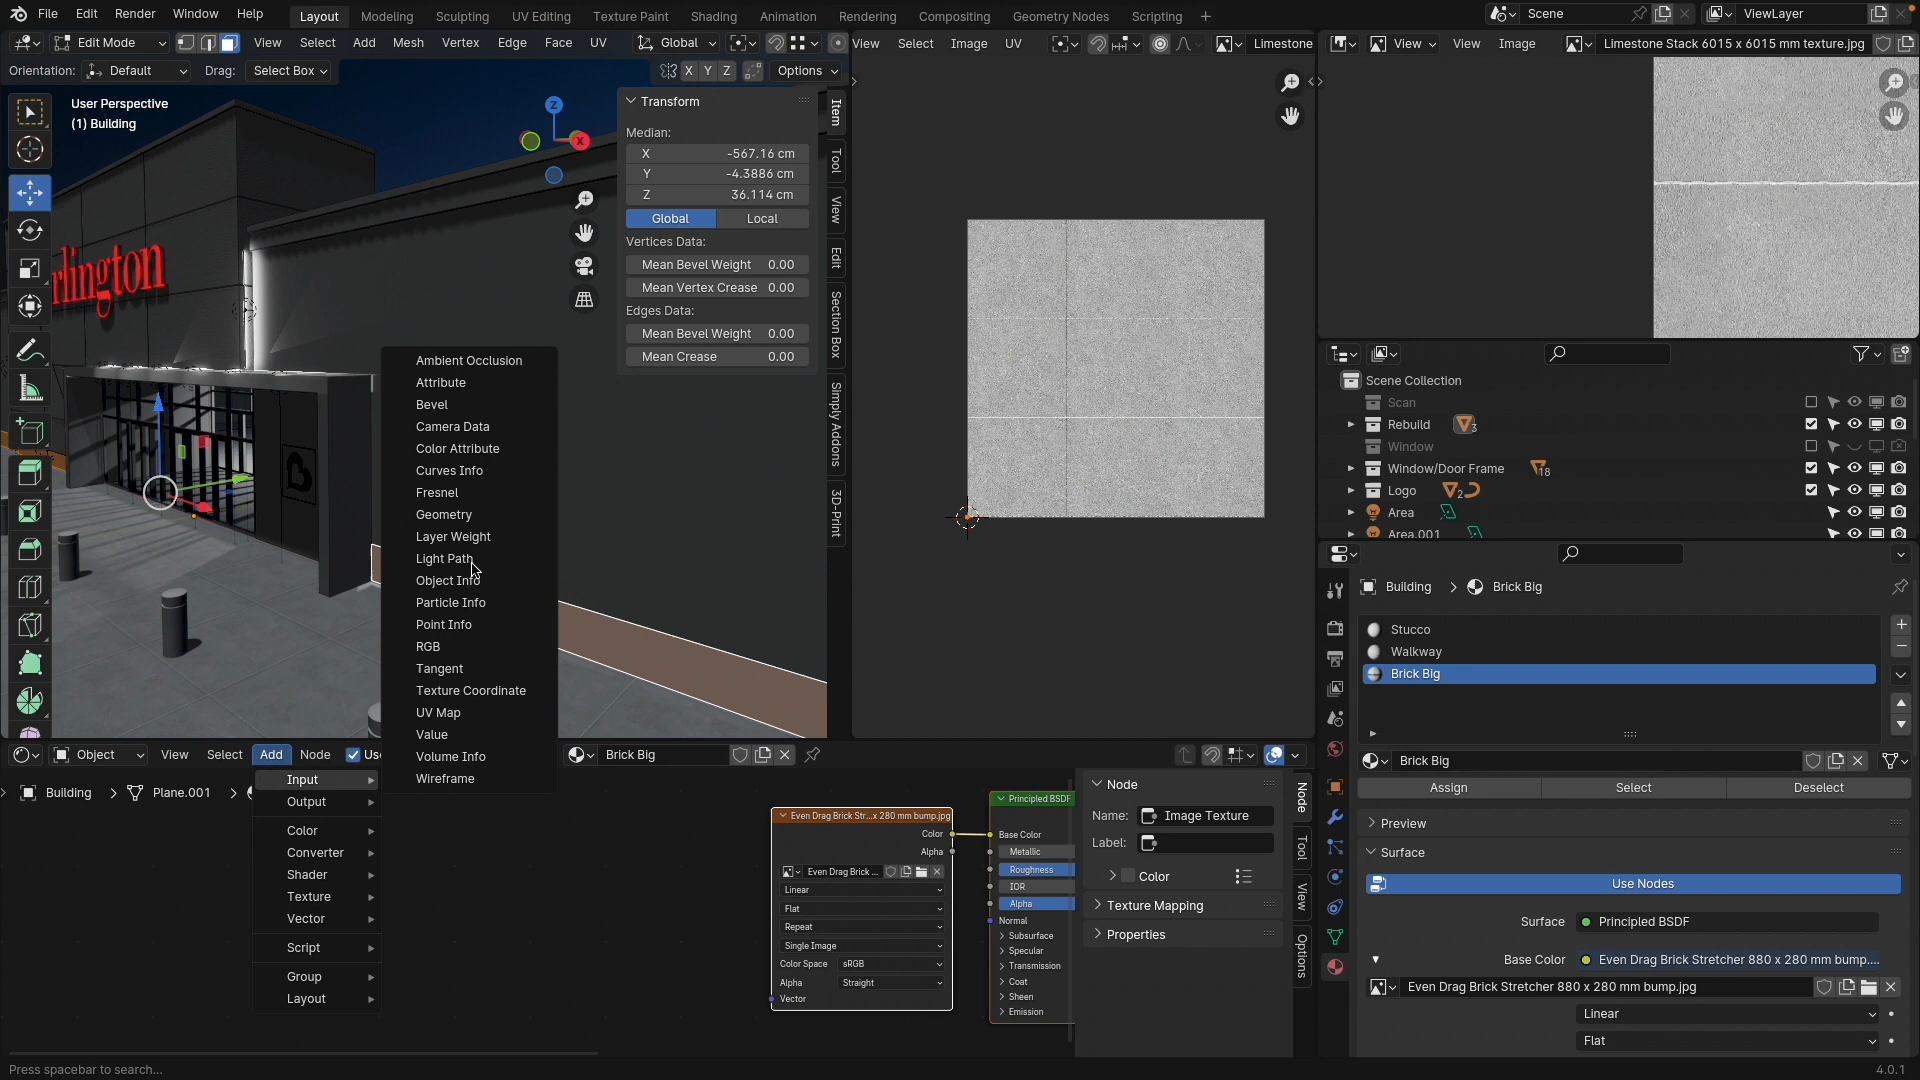 File Edit Render Window Help Layout Modeling Sculpting UV Editing Texture Paint Shading Animation Rendering Compositing Geometry Nodes Scripting + Scene ViewLayer
Edit Mode View Select Add Mesh Vertex Edge Face UV Global
View Select Image UV Limestone
View View Image Limestone Stack 6015 x 6015 mm texture.jpg
Orientation: Default Drag: Select Box X Y Z Options
User Perspective
(1) Building
Z
X
rlington
Transform
Median:
X -567.16 cm
Y -4.3886 cm
Z 36.114 cm
Global Local
Vertices Data:
Mean Bevel Weight 0.00
Mean Vertex Crease 0.00
Edges Data:
Mean Bevel Weight 0.00
Mean Crease 0.00
Item
Tool
View
Edit
Section Box
Simply Addons
3D-Print
Ambient Occlusion
Attribute
Bevel
Camera Data
Color Attribute
Curves Info
Fresnel
Geometry
Layer Weight
Light Path
Object Info
Particle Info
Point Info
RGB
Tangent
Texture Coordinate
UV Map
Value
Volume Info
Wireframe
Scene Collection
Scan
Rebuild 3
Window
Window/Door Frame 18
Logo 2
Area
Area.001
Building > Brick Big
Stucco
Walkway
Brick Big
Brick Big
Assign Select Deselect
Preview
Surface
Use Nodes
Surface Principled BSDF
Base Color Even Drag Brick Stretcher 880 x 280 mm bump....
Even Drag Brick Stretcher 880 x 280 mm bump.jpg
Linear
Flat
Object View Select Add Node Us Brick Big
Building > Plane.001 >
Input
Output
Color
Converter
Shader
Texture
Vector
Script
Group
Layout
Even Drag Brick Str...x 280 mm bump.jpg
Color
Alpha
Even Drag Brick ...
Linear
Flat
Repeat
Single Image
Color Space sRGB
Alpha Straight
Vector
Principled BSDF
Base Color
Metallic
Roughness
IOR
Alpha
Normal
Subsurface
Specular
Transmission
Coat
Sheen
Emission
Node
Name: Image Texture
Label:
Color
Texture Mapping
Properties
Node
Tool
View
Options
Press spacebar to search...
4.0.1